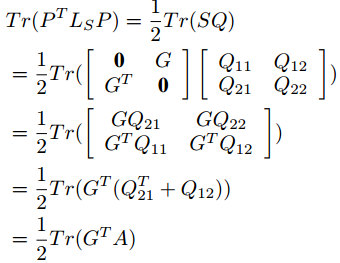 Tr(P^T L_S P) = \frac{1}{2}Tr(SQ)
= \frac{1}{2}Tr(\begin{bmatrix} \mathbf{0} & G \\ G^T & \mathbf{0} \end{bmatrix} \begin{bmatrix} Q_{11} & Q_{12} \\ Q_{21} & Q_{22} \end{bmatrix})
= \frac{1}{2}Tr(\begin{bmatrix} GQ_{21} & GQ_{22} \\ G^T Q_{11} & G^T Q_{12} \end{bmatrix})
= \frac{1}{2}Tr(G^T(Q_{21}^T + Q_{12}))
= \frac{1}{2}Tr(G^T A)